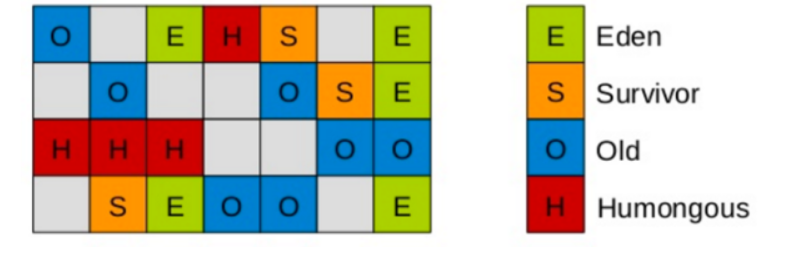 O E H S E
O O S E
H H H O O
S E O O E
E Eden
S Survivor
O Old
H Humongous